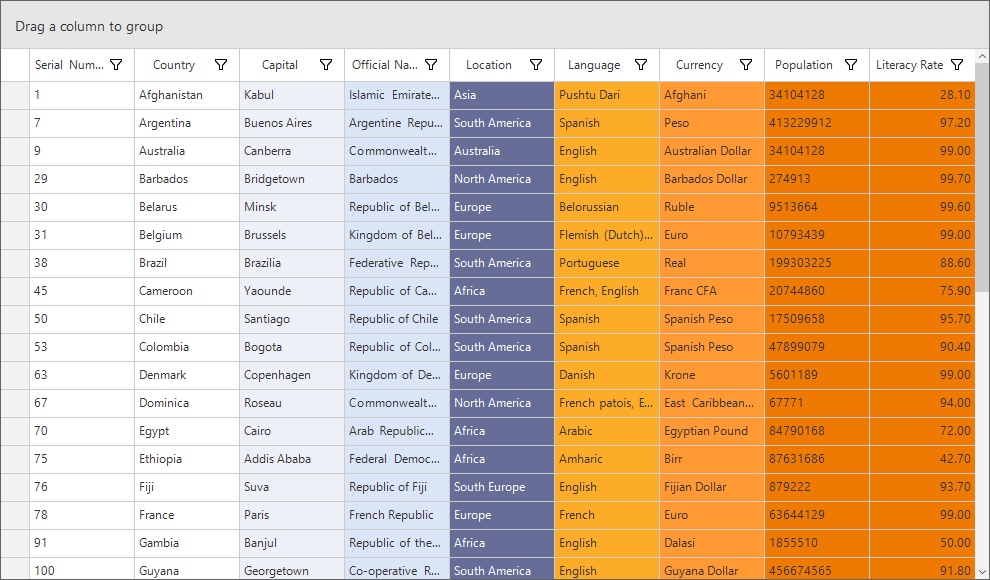 Drag a column to group
Serial Num... Country Capital Official Na... Location Language Currency Population Literacy Rate
1 Afghanistan Kabul Islamic Emirate... Asia Pushtu Dari Afghani 34104128 28.10
7 Argentina Buenos Aires Argentine Repu... South America Spanish Peso 413229912 97.20
9 Australia Canberra Commonwealt... Australia English Australian Dollar 34104128 99.00
29 Barbados Bridgetown Barbados North America English Barbados Dollar 274913 99.70
30 Belarus Minsk Republic of Bel... Europe Belorussian Ruble 9513664 99.60
31 Belgium Brussels Kingdom of Bel... Europe Flemish (Dutch)... Euro 10793439 99.00
38 Brazil Brazilia Federative Rep... South America Portuguese Real 199303225 88.60
45 Cameroon Yaounde Republic of Ca... Africa French, English Franc CFA 20744860 75.90
50 Chile Santiago Republic of Chile South America Spanish Spanish Peso 17509658 95.70
53 Colombia Bogota Republic of Col... South America Spanish Spanish Peso 47899079 90.40
63 Denmark Copenhagen Kingdom of De... Europe Danish Krone 5601189 99.00
67 Dominica Roseau Commonwealt... North America French patois, E... East Caribbean... 67771 94.00
70 Egypt Cairo Arab Republic... Africa Arabic Egyptian Pound 84790168 72.00
75 Ethiopia Addis Ababa Federal Democ... Africa Amharic Birr 87631686 42.70
76 Fiji Suva Republic of Fiji South Europe English Fijian Dollar 879222 93.70
78 France Paris French Republic Europe French Euro 63644129 99.00
91 Gambia Banjul Republic of the... Africa English Dalasi 1855510 50.00
100 Guyana Georgetown Co-operative R... South America English Guyana Dollar 456674565 91.80